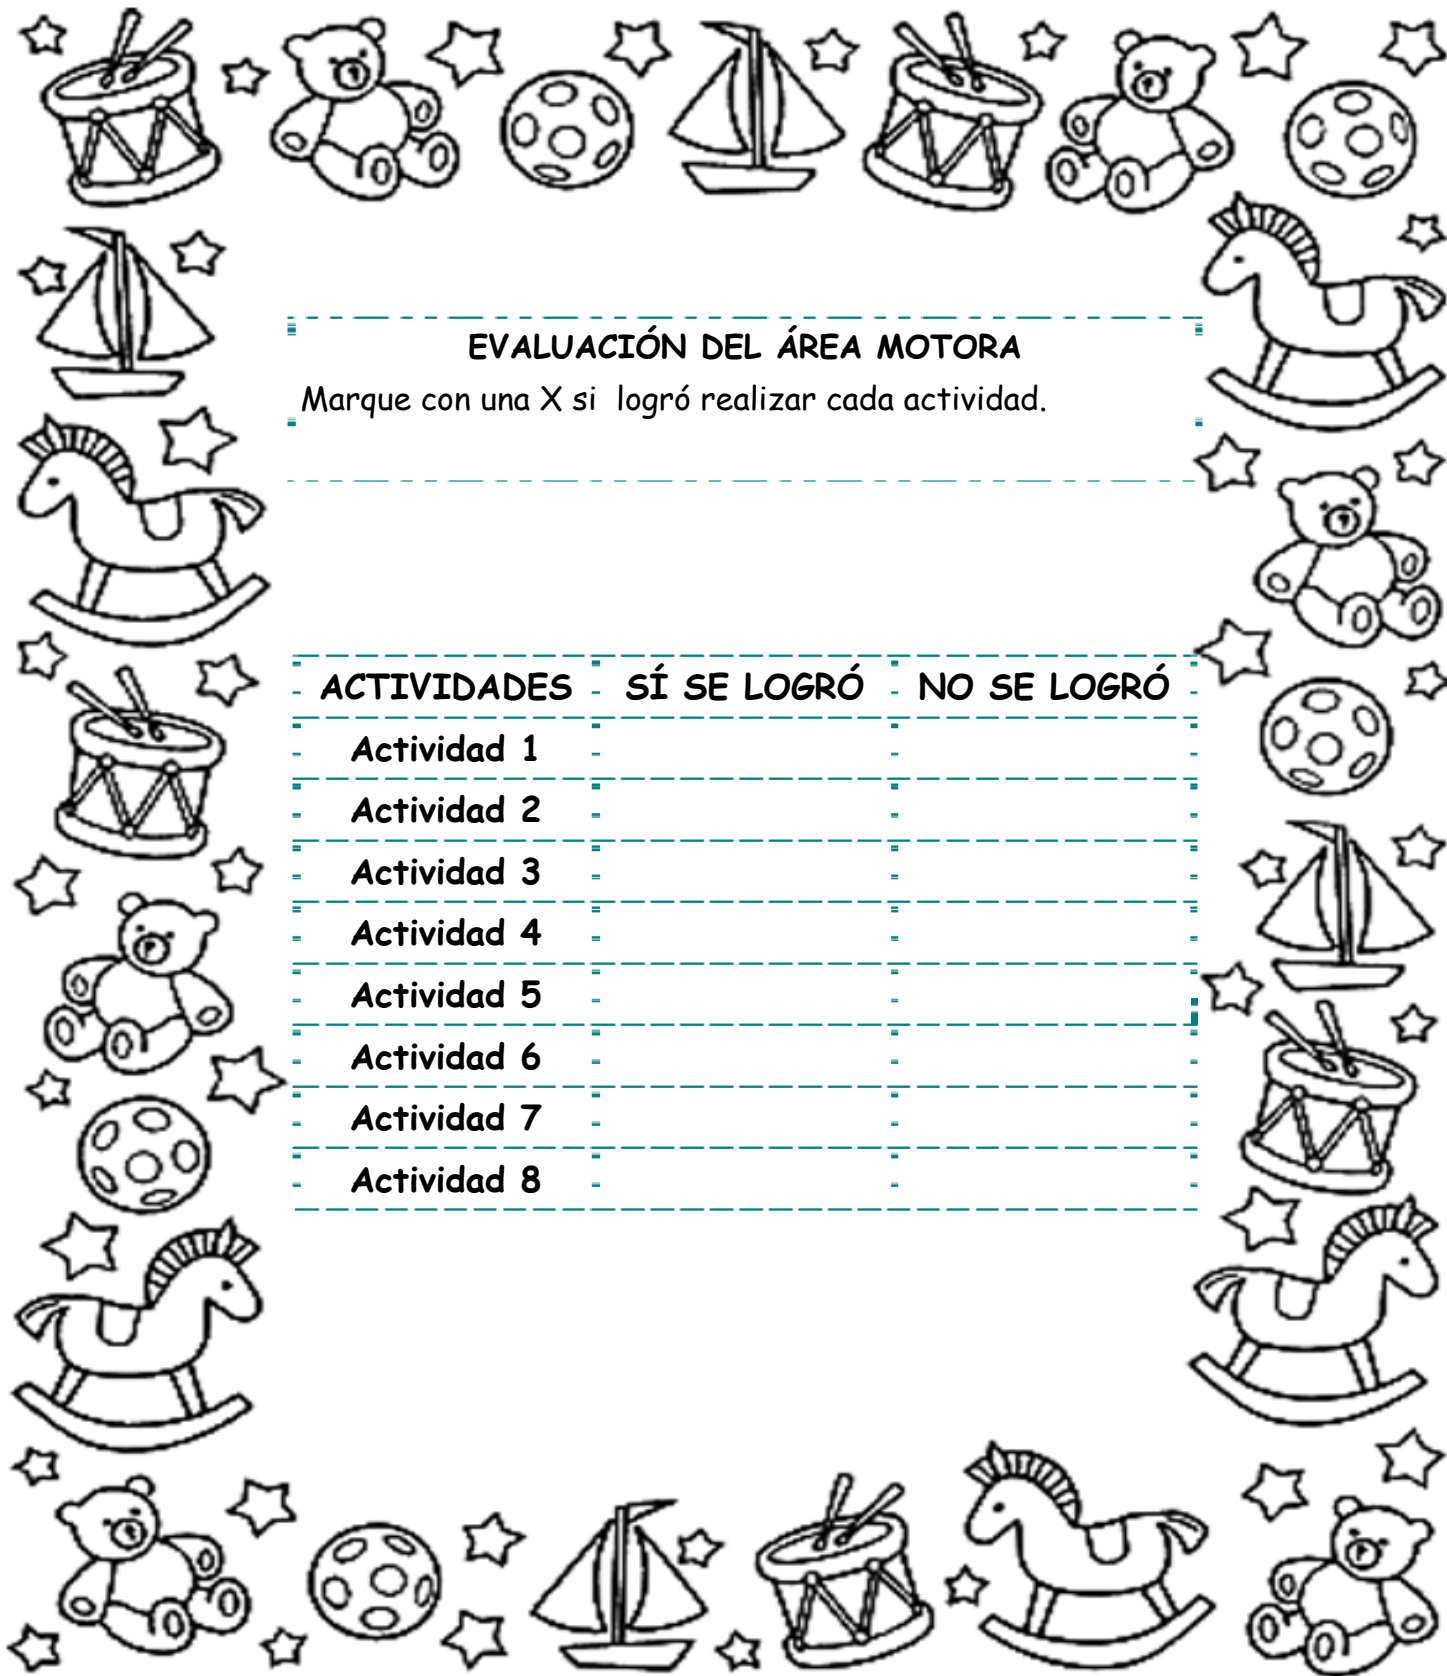 EVALUACIÓN DEL ÁREA MOTORA
Marque con una X si logró realizar cada actividad.
ACTIVIDADES SÍ SE LOGRÓ NO SE LOGRÓ
Actividad 1
Actividad 2
Actividad 3
Actividad 4
Actividad 5
Actividad 6
Actividad 7
Actividad 8